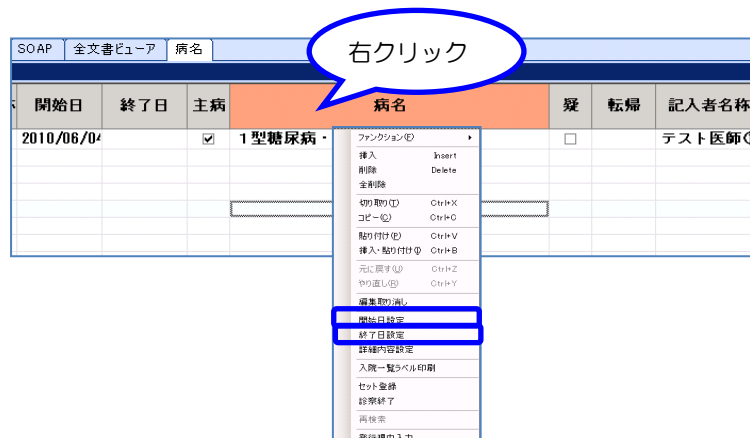 右クリック
SOAP 全文書ビューア 病名
開始日 終了日 主病 病名 疑 転帰 記入者名称
2010/06/04 1型糖尿病・ テスト医師
ファンクション(F)
挿入 Insert
削除 Delete
全削除
切り取り(T) Ctrl+X
コピー(C) Ctrl+C
貼り付け(P) Ctrl+V
挿入・貼り付け(I) Ctrl+B
元に戻す(U) Ctrl+Z
やり直し(R) Ctrl+Y
編集取り消し
開始日設定
終了日設定
詳細内容設定
入院一覧ラベル印刷
セット登録
診察終了
再検索
発行理由入力